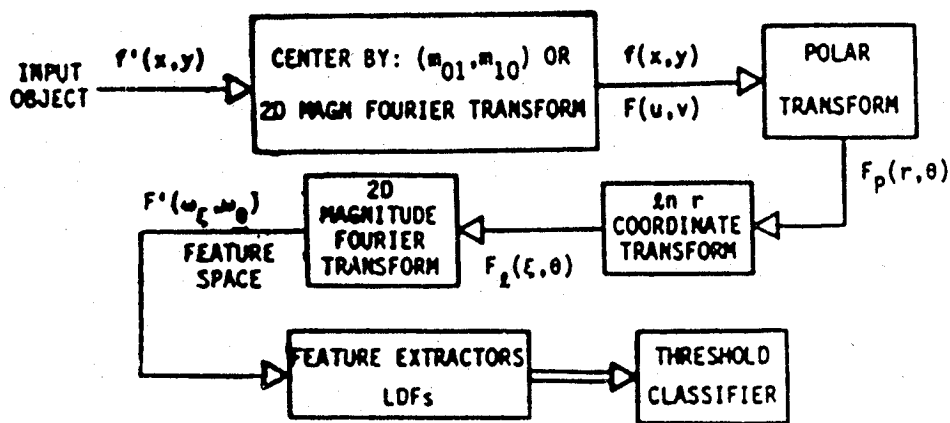 INPUT
OBJECT
f'(x,y)
CENTER BY: (m01,m10) OR
2D MAGN FOURIER TRANSFORM
f(x,y)
F(u,v)
POLAR
TRANSFORM
Fp(r,θ)
ℓn r
COORDINATE
TRANSFORM
Fℓ(ξ,θ)
2D
MAGNITUDE
FOURIER
TRANSFORM
F'(ωξ,ωθ)
FEATURE
SPACE
FEATURE EXTRACTORS
LDFs
THRESHOLD
CLASSIFIER